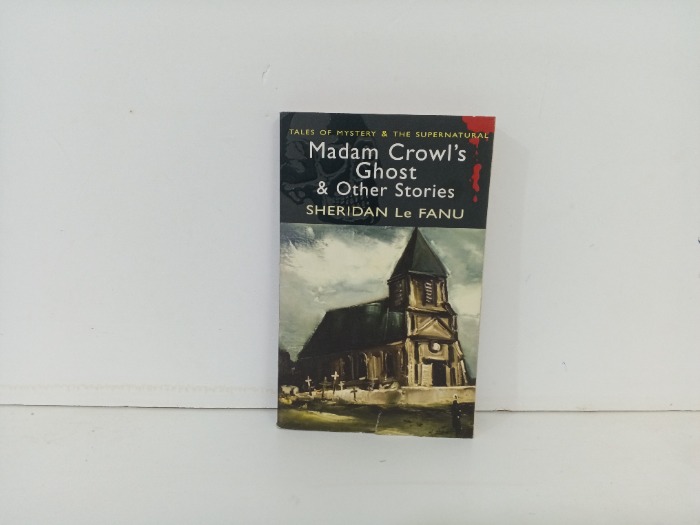 TALES OF MYSTERY & THE SUPERNATURAL
Madam Crowl's
Ghost
& Other Stories
SHERIDAN Le FANU